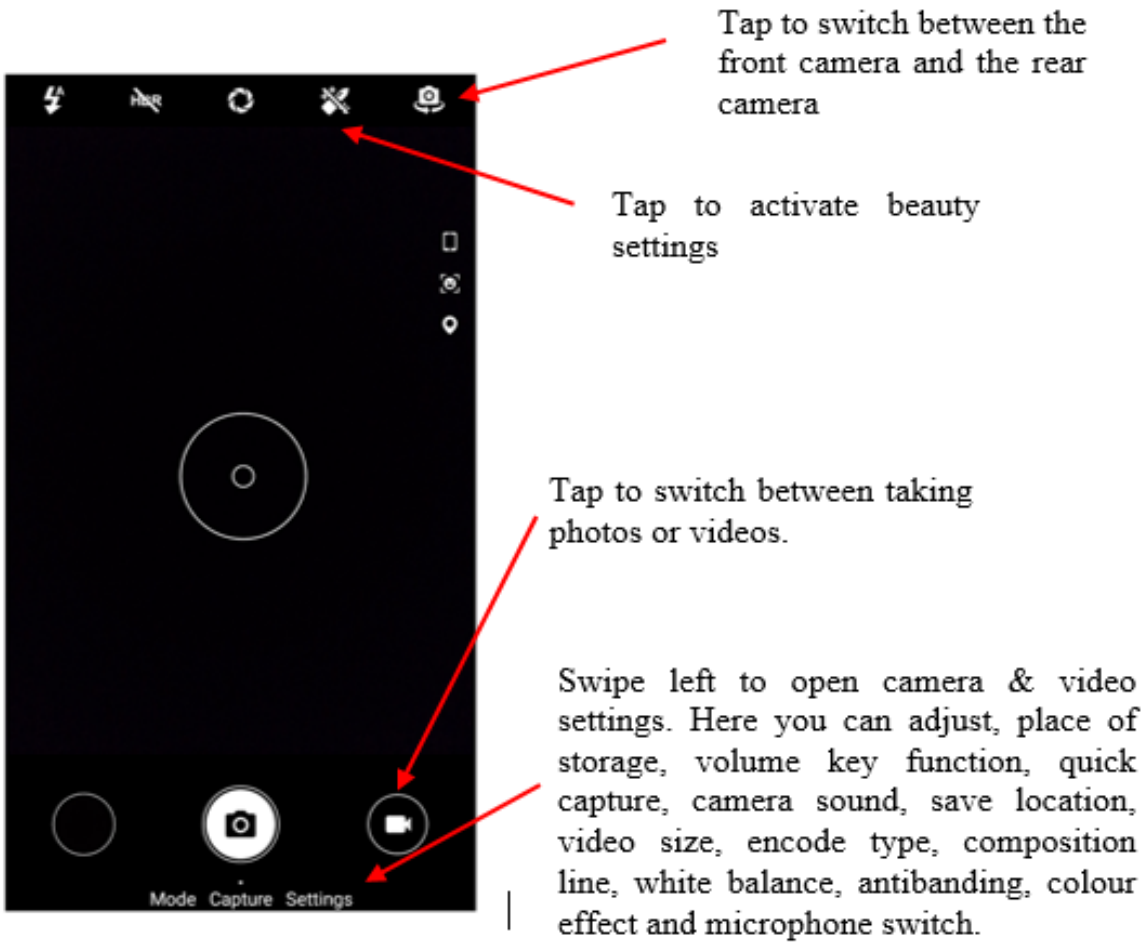 Tap to switch between the
front camera and the rear
camera
HDR
Tap to activate beauty
settings
Tap to switch between taking
photos or videos.
Swipe left to open camera & video
settings. Here you can adjust, place of
storage, volume key function, quick
capture, camera sound, save location,
video size, encode type, composition
line, white balance, antibanding, colour
effect and microphone switch.
Mode Capture Settings